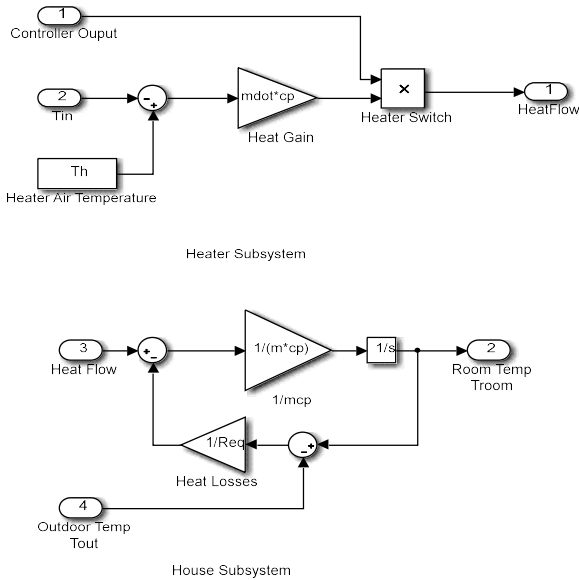 1
Controller Ouput
2
Tin
- +
mdot*cp
Heat Gain
×
Heater Switch
1
HeatFlow
Th
Heater Air Temperature
Heater Subsystem
3
Heat Flow
+ -
1/(m*cp)
1/mcp
1/s
2
Room Temp
Troom
1/Req
Heat Losses
- +
4
Outdoor Temp
Tout
House Subsystem